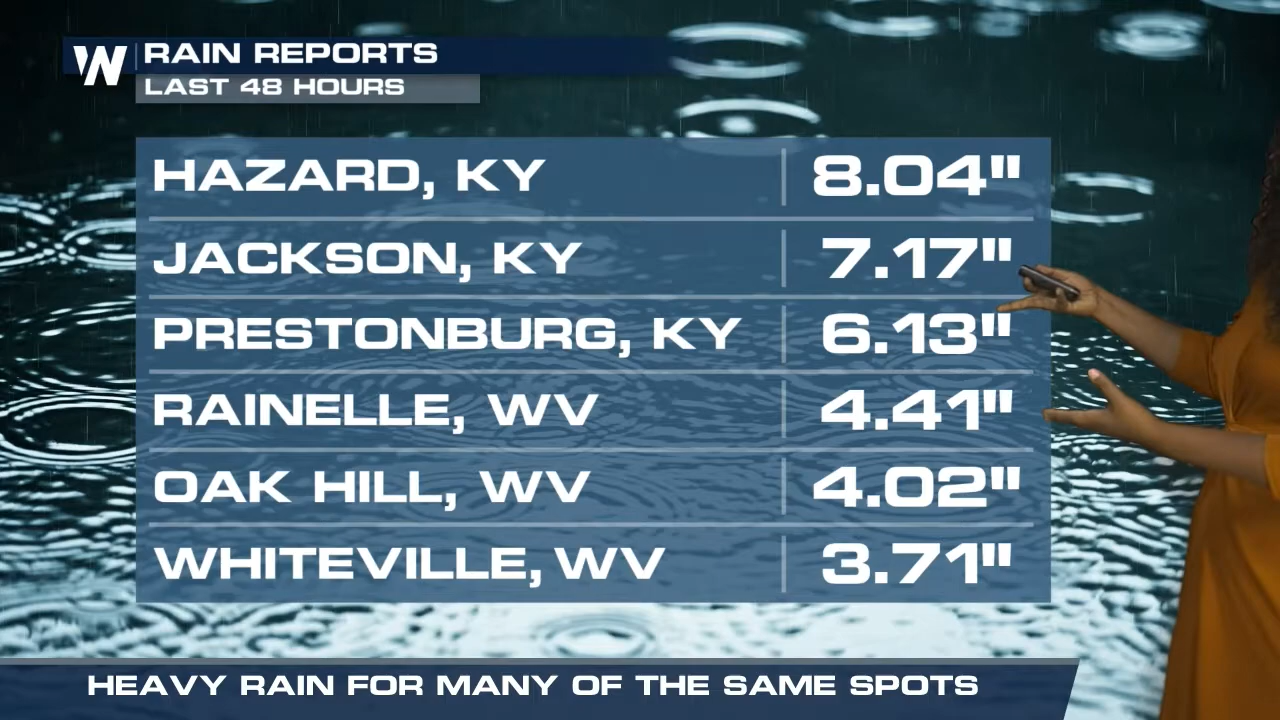 W RAIN REPORTS
LAST 48 HOURS
HAZARD, KY 8.04"
JACKSON, KY 7.17"
PRESTONBURG, KY 6.13"
RAINELLE, WV 4.41"
OAK HILL, WV 4.02"
WHITEVILLE, WV 3.71"
HEAVY RAIN FOR MANY OF THE SAME SPOTS